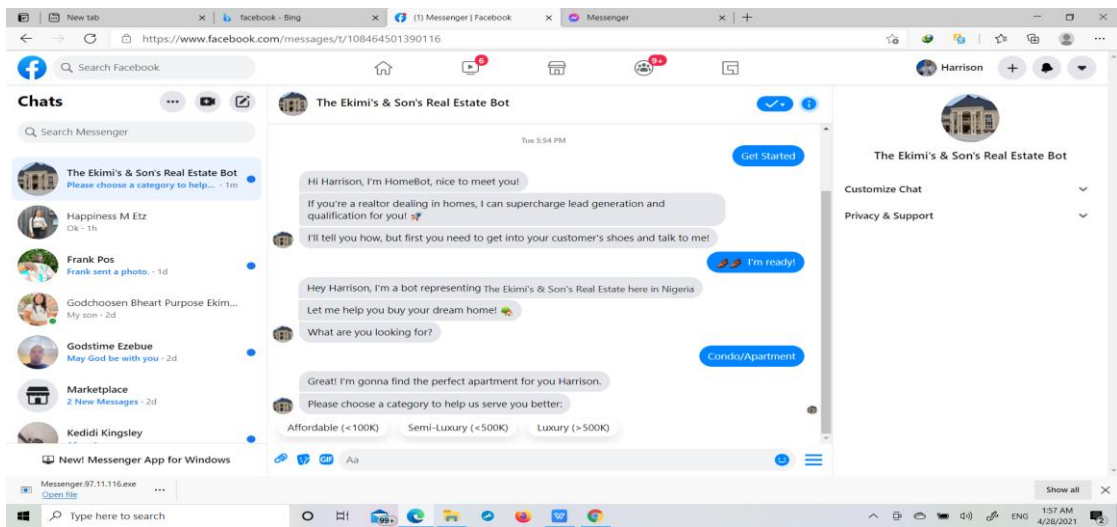 New tab
facebook - Bing
(1) Messenger | Facebook
Messenger
https://www.facebook.com/messages/t/108464501390116
Search Facebook
6
9+
Harrison
Chats
Search Messenger
The Ekimi's & Son's Real Estate Bot
Please choose a category to help... · 1m
Happiness M Etz
Ok · 1h
Frank Pos
Frank sent a photo. · 1d
Godchoosen Bheart Purpose Ekim...
My son · 2d
Godstime Ezebue
May God be with you · 2d
Marketplace
2 New Messages · 2d
Kedidi Kingsley
New! Messenger App for Windows
The Ekimi's & Son's Real Estate Bot
Tue 5:54 PM
Get Started
Hi Harrison, I'm HomeBot, nice to meet you!
If you're a realtor dealing in homes, I can supercharge lead generation and
qualification for you! 🚀
I'll tell you how, but first you need to get into your customer's shoes and talk to me!
I'm ready!
Hey Harrison, I'm a bot representing The Ekimi's & Son's Real Estate here in Nigeria
Let me help you buy your dream home! 🏡
What are you looking for?
Condo/Apartment
Great! I'm gonna find the perfect apartment for you Harrison.
Please choose a category to help us serve you better:
Affordable (<100K)
Semi-Luxury (<500K)
Luxury (>500K)
GIF
Aa
The Ekimi's & Son's Real Estate Bot
Customize Chat
Privacy & Support
Messenger.97.11.116.exe
Open file
Show all
Type here to search
99+
ENG
1:57 AM
4/28/2021